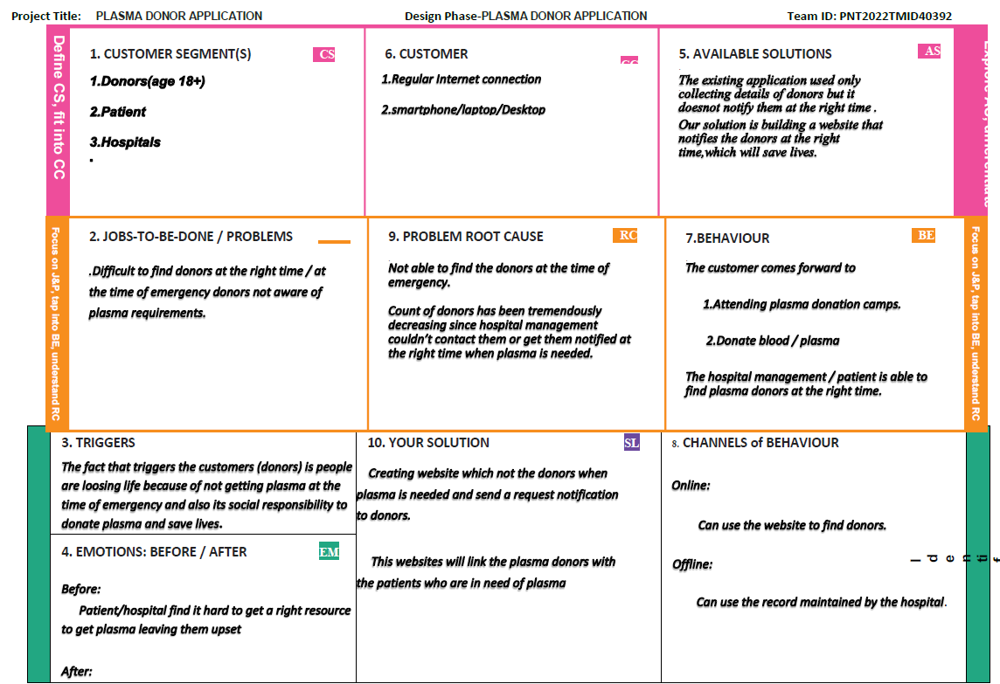 Project Title: PLASMA DONOR APPLICATION Design Phase-PLASMA DONOR APPLICATION Team ID: PNT2022TMID40392
Define CS, fit into CC
1. CUSTOMER SEGMENT(S) CS
1.Donors(age 18+)
2.Patient
3.Hospitals
.
6. CUSTOMER
1.Regular Internet connection
2.smartphone/laptop/Desktop
5. AVAILABLE SOLUTIONS AS
The existing application used only
collecting details of donors but it
doesnot notify them at the right time .
Our solution is building a website that
notifies the donors at the right
time,which will save lives.
Focus on J&P, tap into BE, understand RC
2. JOBS-TO-BE-DONE / PROBLEMS
.Difficult to find donors at the right time / at
the time of emergency donors not aware of
plasma requirements.
9. PROBLEM ROOT CAUSE RC
Not able to find the donors at the time of
emergency.
Count of donors has been tremendously
decreasing since hospital management
couldn't contact them or get them notified at
the right time when plasma is needed.
7.BEHAVIOUR BE
The customer comes forward to
1.Attending plasma donation camps.
2.Donate blood / plasma
The hospital management / patient is able to
find plasma donors at the right time.
Focus on J&P, tap into BE, understand RC
3. TRIGGERS
The fact that triggers the customers (donors) is people
are loosing life because of not getting plasma at the
time of emergency and also its social responsibility to
donate plasma and save lives.
4. EMOTIONS: BEFORE / AFTER EM
Before:
Patient/hospital find it hard to get a right resource
to get plasma leaving them upset
After:
10. YOUR SOLUTION SL
Creating website which not the donors when
plasma is needed and send a request notification
to donors.
This websites will link the plasma donors with
the patients who are in need of plasma
8. CHANNELS of BEHAVIOUR
Online:
Can use the website to find donors.
Offline:
Can use the record maintained by the hospital.